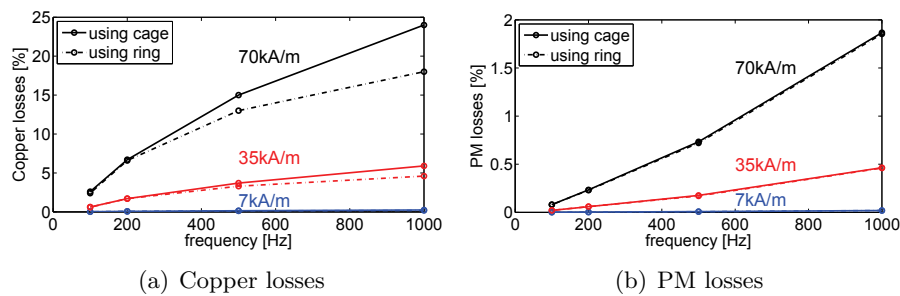 25
20
15
10
5
0
Copper losses [%]
using cage
using ring
70kA/m
35kA/m
7kA/m
0 200 400 600 800 1000
frequency [Hz]
(a) Copper losses
2
1.5
1
0.5
0
PM losses [%]
using cage
using ring
70kA/m
35kA/m
7kA/m
0 200 400 600 800 1000
frequency [Hz]
(b) PM losses